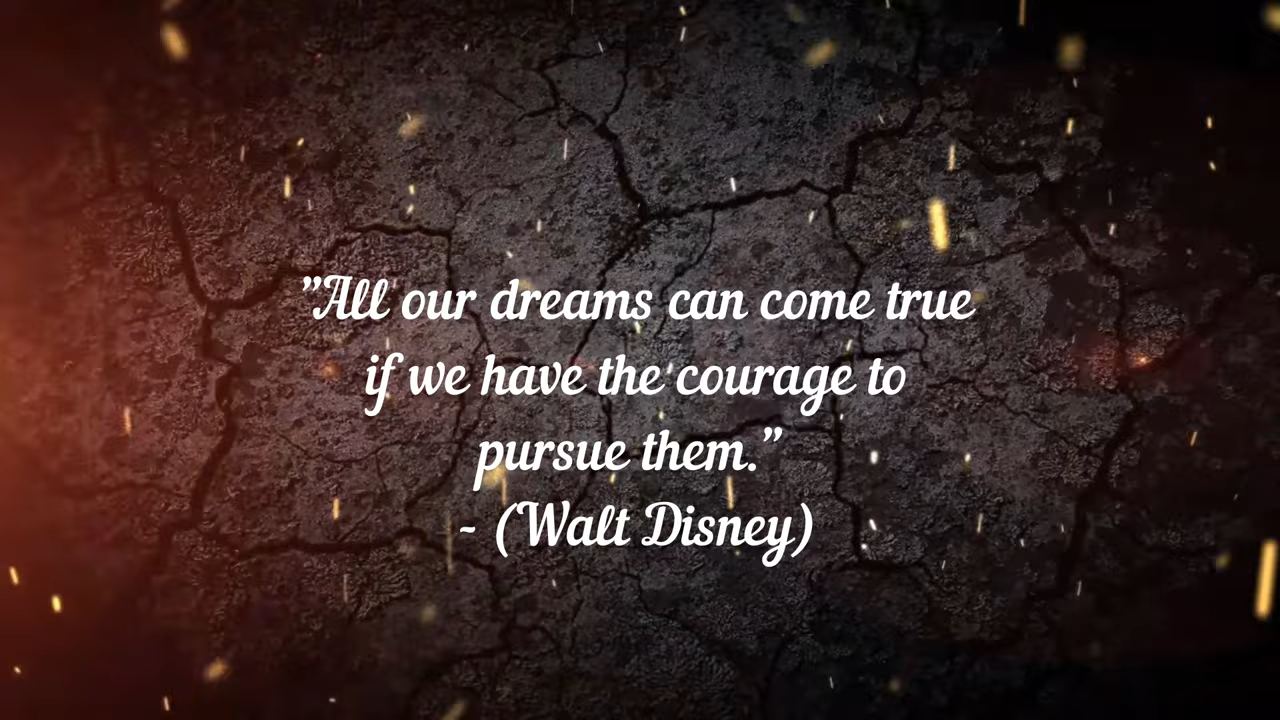 ”All our dreams can come true
if we have the courage to
pursue them.”
- (Walt Disney)